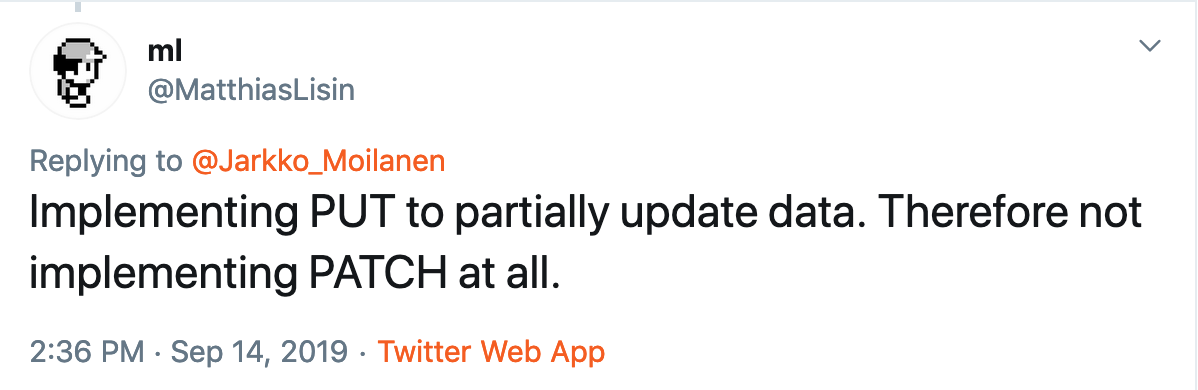 ml
@MatthiasLisin
Replying to @Jarkko_Moilanen
Implementing PUT to partially update data. Therefore not
implementing PATCH at all.
2:36 PM · Sep 14, 2019 · Twitter Web App